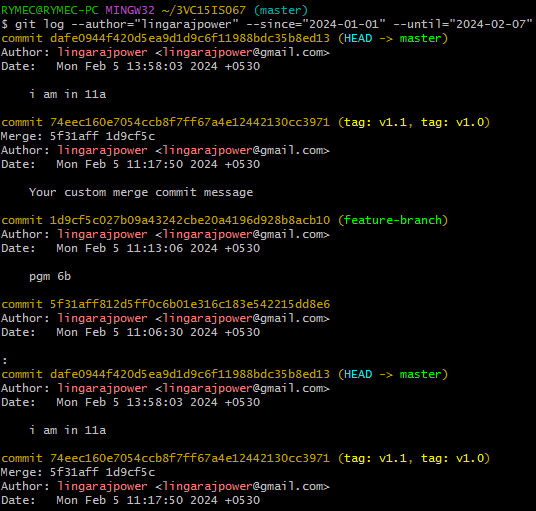 RYMEC@RYMEC-PC MINGW32 ~/3VC15IS067 (master)
$ git log --author="lingarajpower" --since="2024-01-01" --until="2024-02-07"
commit dafe0944f420d5ea9d1d9c6f11988bdc35b8ed13 (HEAD -> master)
Author: lingarajpower <lingarajpower@gmail.com>
Date:   Mon Feb 5 13:58:03 2024 +0530
    i am in 11a
commit 74eec160e7054ccb8f7ff67a4e12442130cc3971 (tag: v1.1, tag: v1.0)
Merge: 5f31aff 1d9cf5c
Author: lingarajpower <lingarajpower@gmail.com>
Date:   Mon Feb 5 11:17:50 2024 +0530
    Your custom merge commit message
commit 1d9cf5c027b09a43242cbe20a4196d928b8acb10 (feature-branch)
Author: lingarajpower <lingarajpower@gmail.com>
Date:   Mon Feb 5 11:13:06 2024 +0530
    pgm 6b
commit 5f31aff812d5ff0c6b01e316c183e542215dd8e6
Author: lingarajpower <lingarajpower@gmail.com>
Date:   Mon Feb 5 11:06:30 2024 +0530
:
commit dafe0944f420d5ea9d1d9c6f11988bdc35b8ed13 (HEAD -> master)
Author: lingarajpower <lingarajpower@gmail.com>
Date:   Mon Feb 5 13:58:03 2024 +0530
    i am in 11a
commit 74eec160e7054ccb8f7ff67a4e12442130cc3971 (tag: v1.1, tag: v1.0)
Merge: 5f31aff 1d9cf5c
Author: lingarajpower <lingarajpower@gmail.com>
Date:   Mon Feb 5 11:17:50 2024 +0530